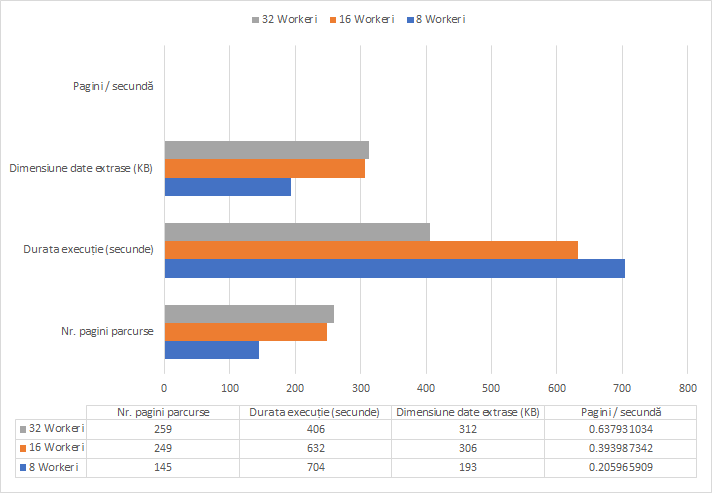 32 Workeri 16 Workeri 8 Workeri
Pagini / secundă
Dimensiune date extrase (KB)
Durata execuție (secunde)
Nr. pagini parcurse
0 100 200 300 400 500 600 700 800
Nr. pagini parcurse Durata execuție (secunde) Dimensiune date extrase (KB) Pagini / secundă
32 Workeri 259 406 312 0.637931034
16 Workeri 249 632 306 0.393987342
8 Workeri 145 704 193 0.205965909